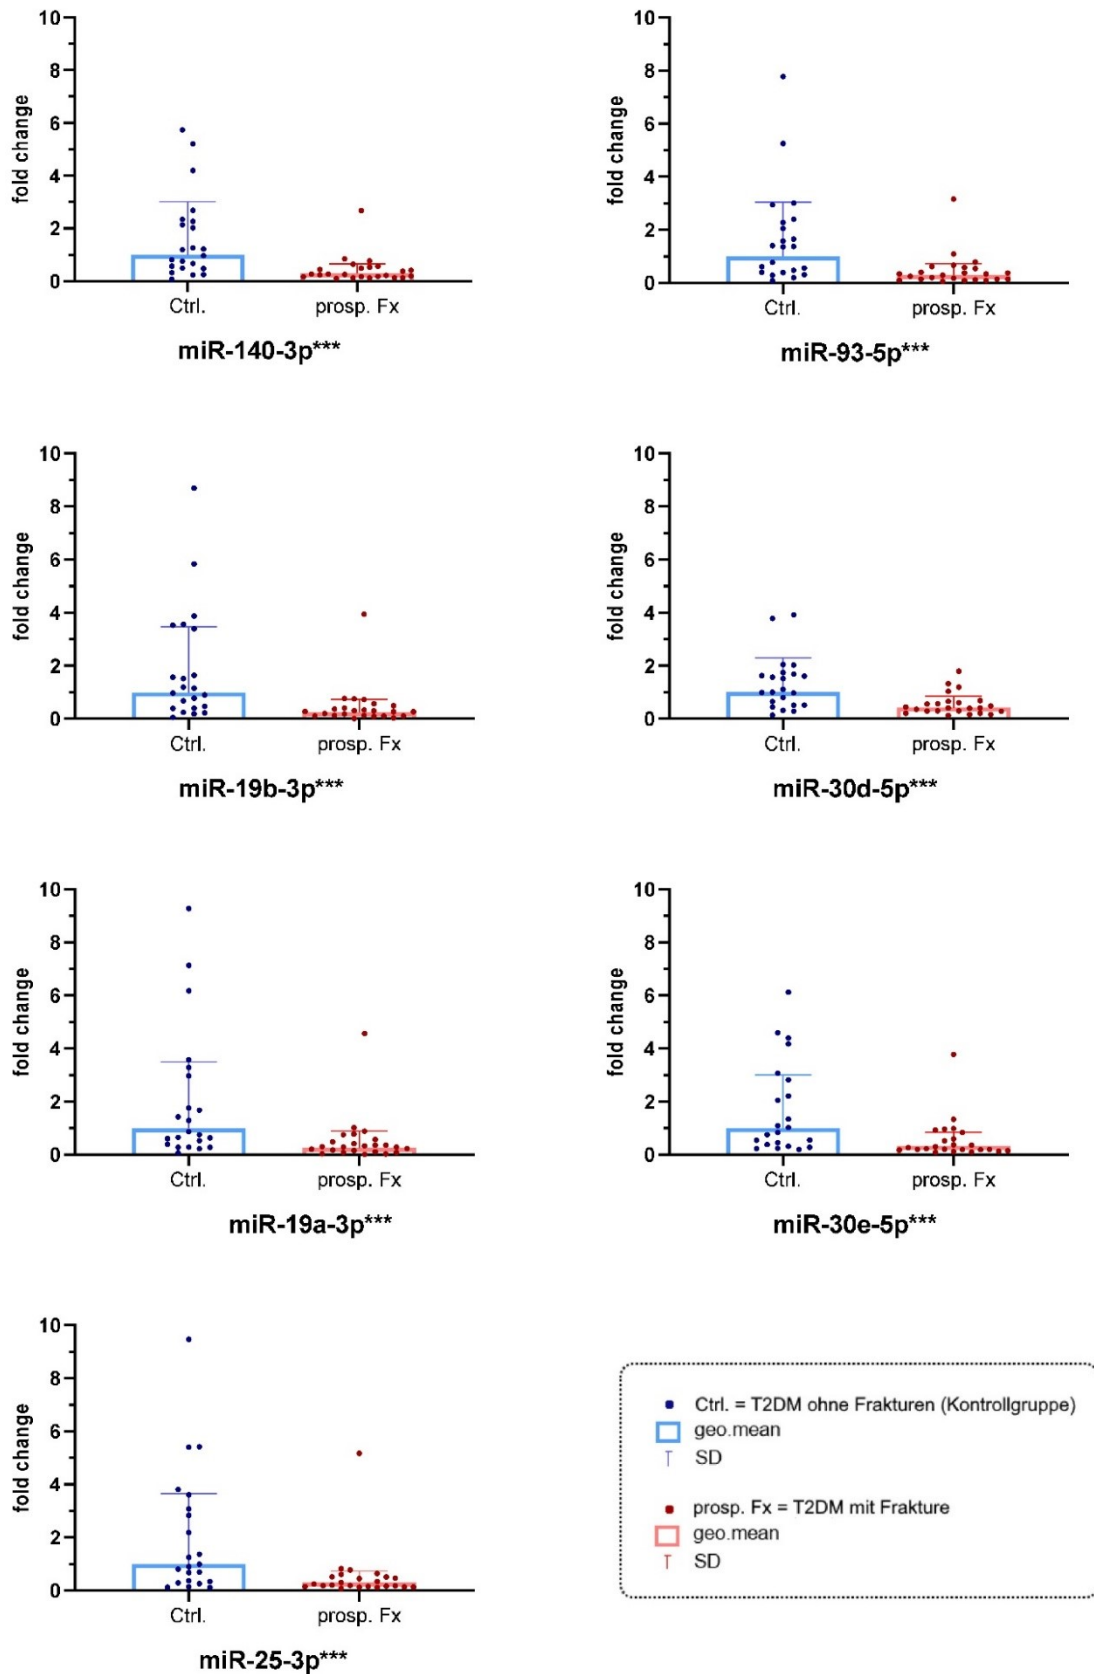 10
8
6
4
2
0
fold change
Ctrl.
prosp. Fx
miR-140-3p***
10
8
6
4
2
0
fold change
Ctrl.
prosp. Fx
miR-93-5p***
10
8
6
4
2
0
fold change
Ctrl.
prosp. Fx
miR-19b-3p***
10
8
6
4
2
0
fold change
Ctrl.
prosp. Fx
miR-30d-5p***
10
8
6
4
2
0
fold change
Ctrl.
prosp. Fx
miR-19a-3p***
10
8
6
4
2
0
fold change
Ctrl.
prosp. Fx
miR-30e-5p***
10
8
6
4
2
0
fold change
Ctrl.
prosp. Fx
miR-25-3p***
Ctrl. = T2DM ohne Frakturen (Kontrollgruppe)
geo.mean
SD
prosp. Fx = T2DM mit Frakture
geo.mean
SD